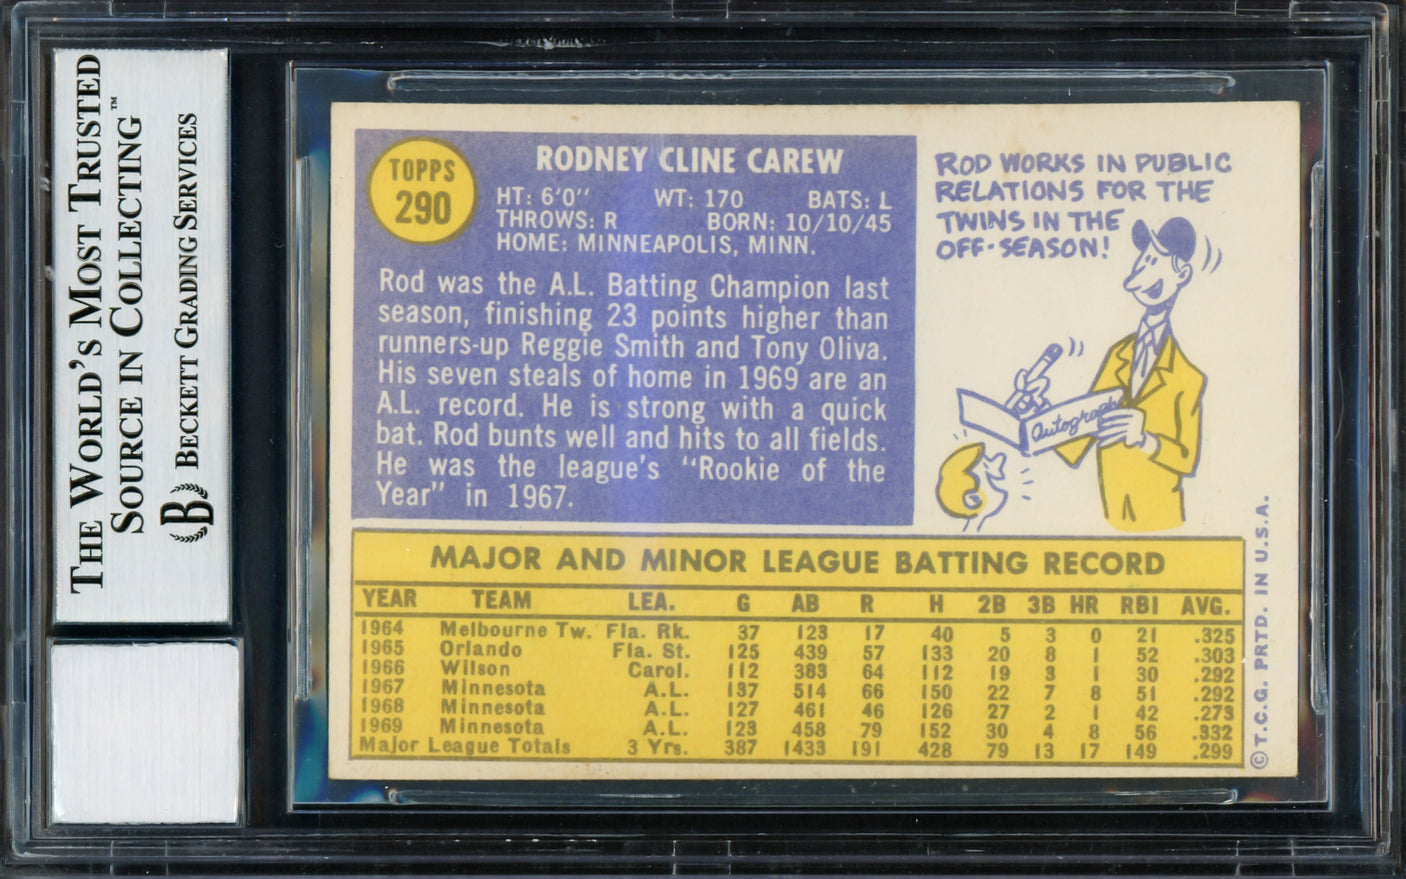 THE WORLD'S MOST TRUSTED
SOURCE IN COLLECTING™
BECKETT GRADING SERVICES
B
TOPPS
290
RODNEY CLINE CAREW
HT: 6'0" WT: 170 BATS: L
THROWS: R BORN: 10/10/45
HOME: MINNEAPOLIS, MINN.
Rod was the A.L. Batting Champion last
season, finishing 23 points higher than
runners-up Reggie Smith and Tony Oliva.
His seven steals of home in 1969 are an
A.L. record. He is strong with a quick
bat. Rod bunts well and hits to all fields.
He was the league's "Rookie of the
Year" in 1967.
ROD WORKS IN PUBLIC
RELATIONS FOR THE
TWINS IN THE
OFF-SEASON!
Autograph
MAJOR AND MINOR LEAGUE BATTING RECORD
YEAR TEAM LEA. G AB R H 2B 3B HR RBI AVG.
1964 Melbourne Tw. Fla. Rk. 37 123 17 40 5 3 0 21 .325
1965 Orlando Fla. St. 125 439 57 133 20 8 1 52 .303
1966 Wilson Carol. 112 383 64 112 19 3 1 30 .292
1967 Minnesota A.L. 137 514 66 150 22 7 8 51 .292
1968 Minnesota A.L. 127 461 46 126 27 2 1 42 .273
1969 Minnesota A.L. 123 458 79 152 30 4 8 56 .332
Major League Totals 3 Yrs. 387 1433 191 428 79 13 17 149 .299
© T.C.G. PRTD. IN U.S.A.